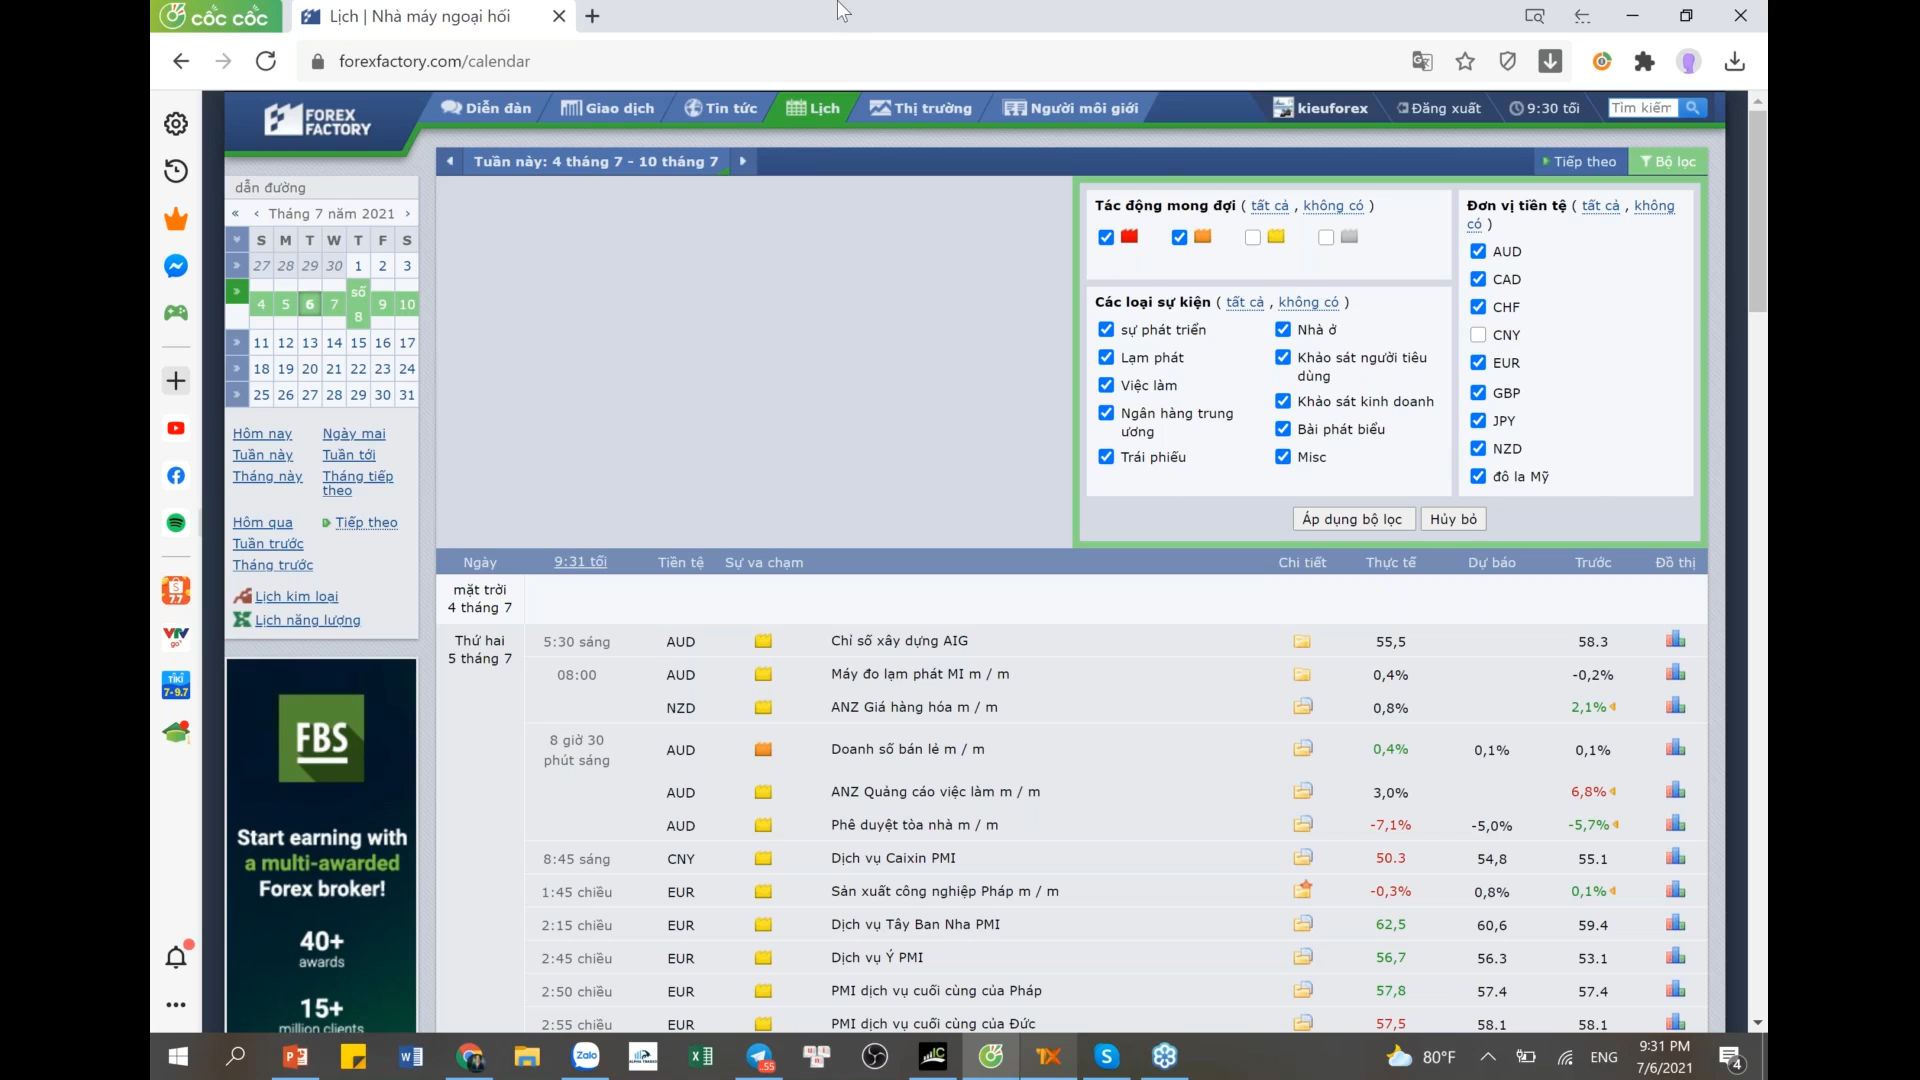 cốc cốc
Lịch | Nhà máy ngoại hối
forexfactory.com/calendar
FOREX
FACTORY
Diễn đàn
Giao dịch
Tin tức
Lịch
Thị trường
Người môi giới
kieuforex
Đăng xuất
9:30 tối
Tìm kiếm
Tuần này: 4 tháng 7 - 10 tháng 7
Tiếp theo
Bộ lọc
dẫn đường
« ‹ Tháng 7 năm 2021 ›
S M T W T F S
27 28 29 30 1 2 3
4 5 6 7 số 8 9 10
11 12 13 14 15 16 17
18 19 20 21 22 23 24
25 26 27 28 29 30 31
Hôm nay Ngày mai
Tuần này Tuần tới
Tháng này Tháng tiếp
theo
Hôm qua Tiếp theo
Tuần trước
Tháng trước
Lịch kim loại
Lịch năng lượng
Tác động mong đợi ( tất cả , không có )
Các loại sự kiện ( tất cả , không có )
sự phát triển Nhà ở
Lạm phát Khảo sát người tiêu
dùng
Việc làm Khảo sát kinh doanh
Ngân hàng trung
ương
Bài phát biểu
Trái phiếu Misc
Đơn vị tiền tệ ( tất cả , không
có )
AUD
CAD
CHF
CNY
EUR
GBP
JPY
NZD
đô la Mỹ
Áp dụng bộ lọc Hủy bỏ
Ngày 9:31 tối Tiền tệ Sự va chạm Chi tiết Thực tế Dự báo Trước Đồ thị
mặt trời
4 tháng 7
Thứ hai
5 tháng 7
5:30 sáng AUD Chỉ số xây dựng AIG 55,5 58.3
08:00 AUD Máy đo lạm phát MI m / m 0,4% -0,2%
NZD ANZ Giá hàng hóa m / m 0,8% 2,1%
8 giờ 30
phút sáng
AUD Doanh số bán lẻ m / m 0,4% 0,1% 0,1%
AUD ANZ Quảng cáo việc làm m / m 3,0% 6,8%
AUD Phê duyệt tòa nhà m / m -7,1% -5,0% -5,7%
8:45 sáng CNY Dịch vụ Caixin PMI 50.3 54,8 55.1
1:45 chiều EUR Sản xuất công nghiệp Pháp m / m -0,3% 0,8% 0,1%
2:15 chiều EUR Dịch vụ Tây Ban Nha PMI 62,5 60,6 59.4
2:45 chiều EUR Dịch vụ Ý PMI 56,7 56.3 53.1
2:50 chiều EUR PMI dịch vụ cuối cùng của Pháp 57,8 57.4 57.4
2:55 chiều EUR PMI dịch vụ cuối cùng của Đức 57,5 58.1 58.1
FBS
Start earning with
a multi-awarded
Forex broker!
40+
awards
15+
million clients
7.7
VTV
go
TIKI
7-9.7
Zalo
55
80°F
ENG
9:31 PM
7/6/2021
4